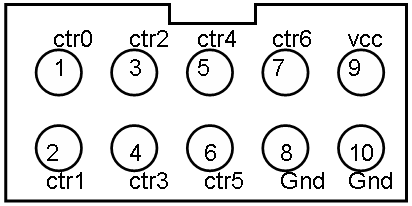 ctr0 ctr2 ctr4 ctr6 vcc
1 3 5 7 9
2 4 6 8 10
ctr1 ctr3 ctr5 Gnd Gnd